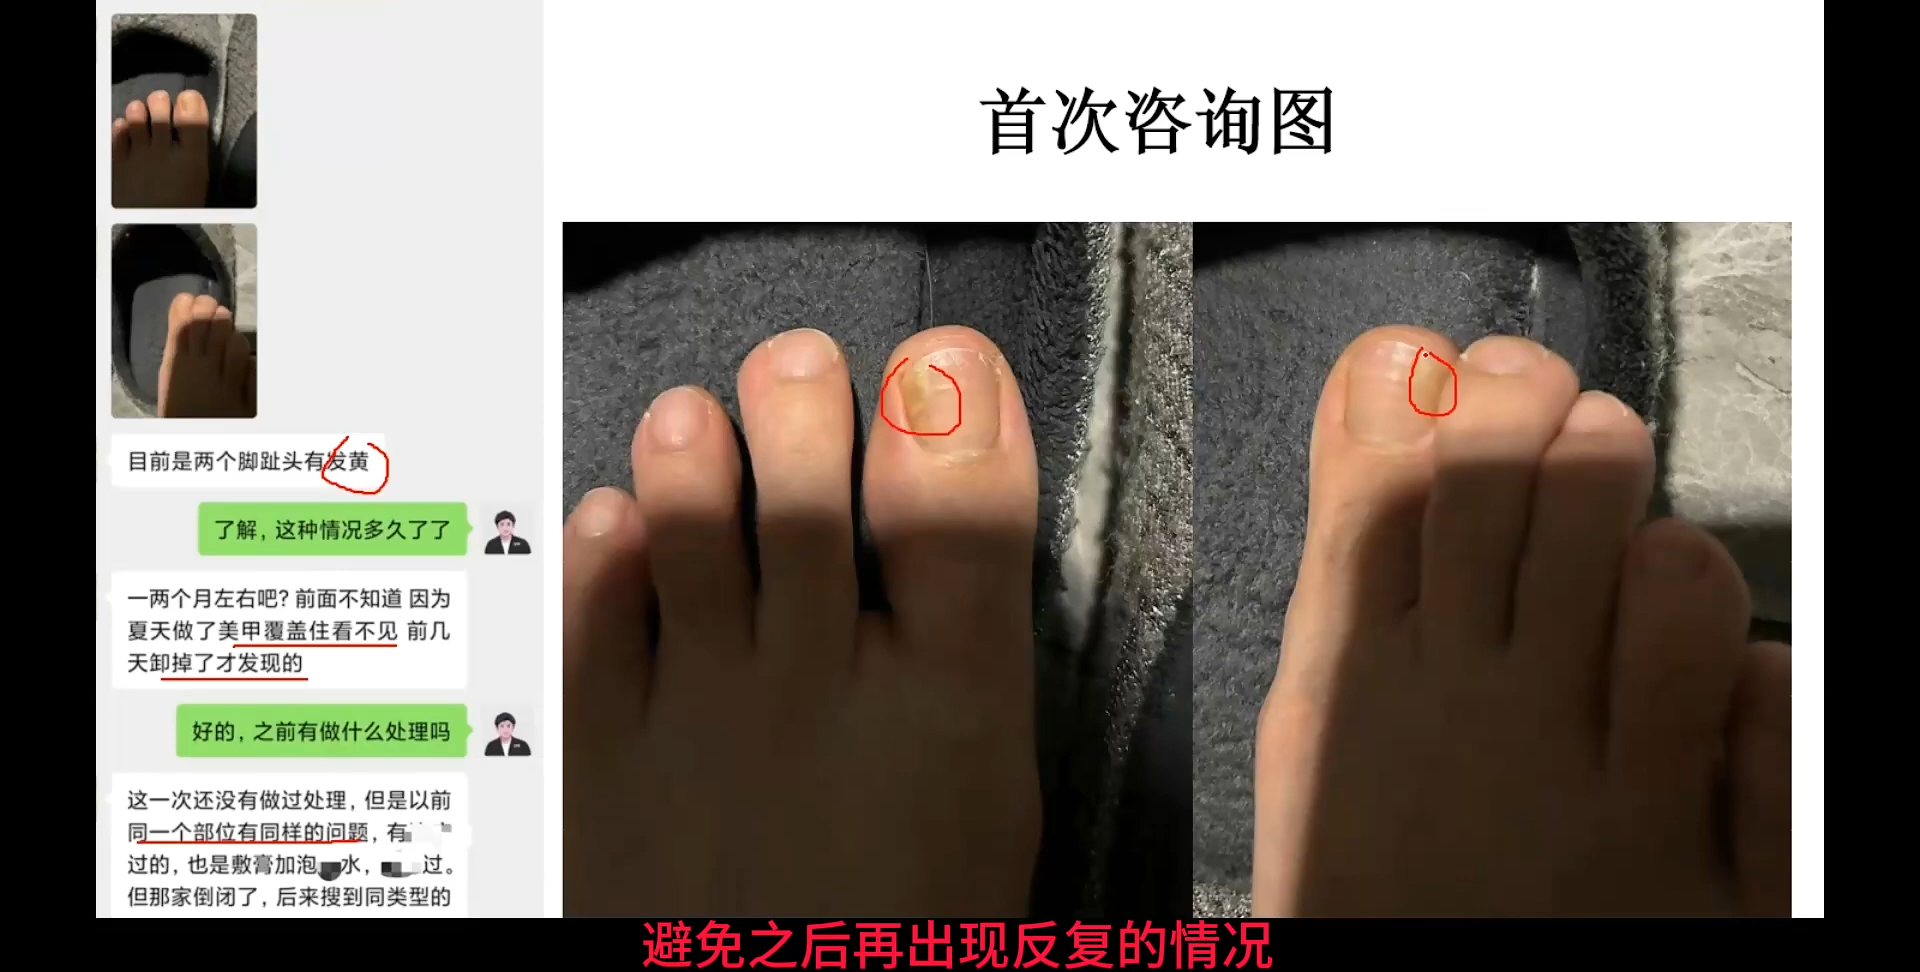 首次咨询图
目前是两个脚趾头有发黄
了解，这种情况多久了了
一两个月左右吧？前面不知道 因为
夏天做了美甲覆盖住看不见 前几
天卸掉了才发现的
好的，之前有做什么处理吗
这一次还没有做过处理，但是以前
同一个部位有同样的问题，有
过的，也是敷膏加泡 水， 过。
但那家倒闭了，后来搜到同类型的
避免之后再出现反复的情况